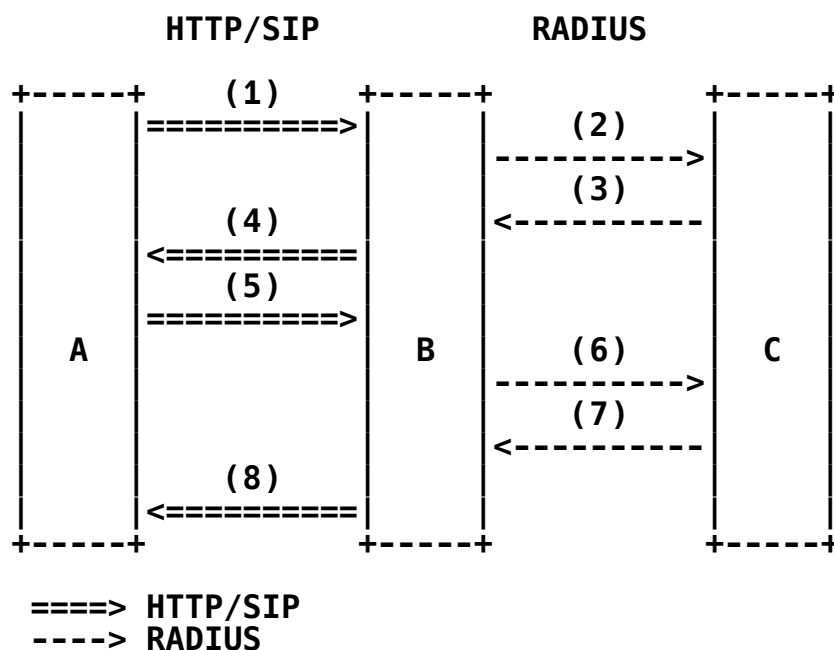 HTTP/SIP RADIUS
+-----+ (1) +-----+ +-----+
| |==========>| | (2) | |
| | | |----------->| |
| | | | (3) | |
| | (4) | |<-----------| |
| |<==========| | | |
| | (5) | | | |
| |==========>| | | |
| A | | B | (6) | C |
| | | |----------->| |
| | | | (7) | |
| | | |<-----------| |
| | (8) | | | |
| |<==========| | | |
+-----+ +-----+ +-----+
====> HTTP/SIP
----> RADIUS